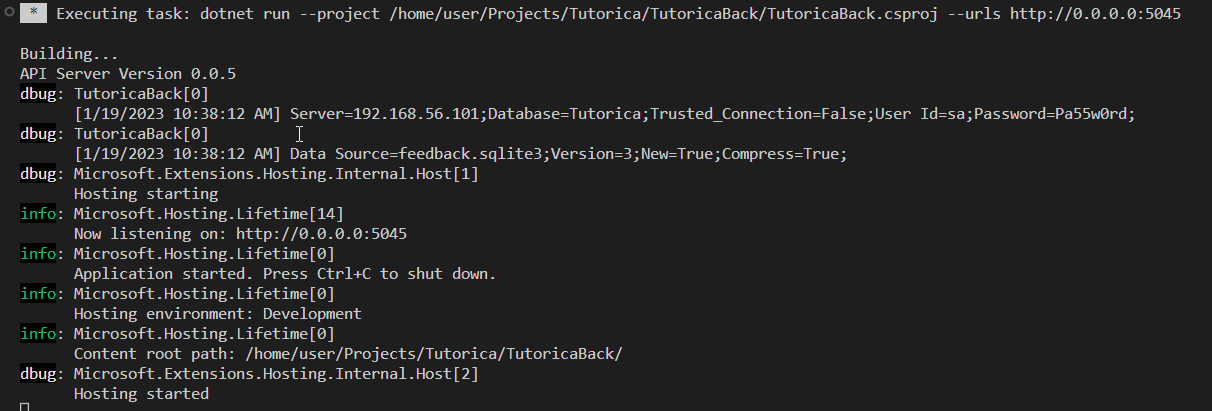 * Executing task: dotnet run --project /home/user/Projects/Tutorica/TutoricaBack/TutoricaBack.csproj --urls http://0.0.0.0:5045
Building...
API Server Version 0.0.5
dbug: TutoricaBack[0]
[1/19/2023 10:38:12 AM] Server=192.168.56.101;Database=Tutorica;Trusted_Connection=False;User Id=sa;Password=Pa55w0rd;
dbug: TutoricaBack[0]
[1/19/2023 10:38:12 AM] Data Source=feedback.sqlite3;Version=3;New=True;Compress=True;
dbug: Microsoft.Extensions.Hosting.Internal.Host[1]
Hosting starting
info: Microsoft.Hosting.Lifetime[14]
Now listening on: http://0.0.0.0:5045
info: Microsoft.Hosting.Lifetime[0]
Application started. Press Ctrl+C to shut down.
info: Microsoft.Hosting.Lifetime[0]
Hosting environment: Development
info: Microsoft.Hosting.Lifetime[0]
Content root path: /home/user/Projects/Tutorica/TutoricaBack/
dbug: Microsoft.Extensions.Hosting.Internal.Host[2]
Hosting started